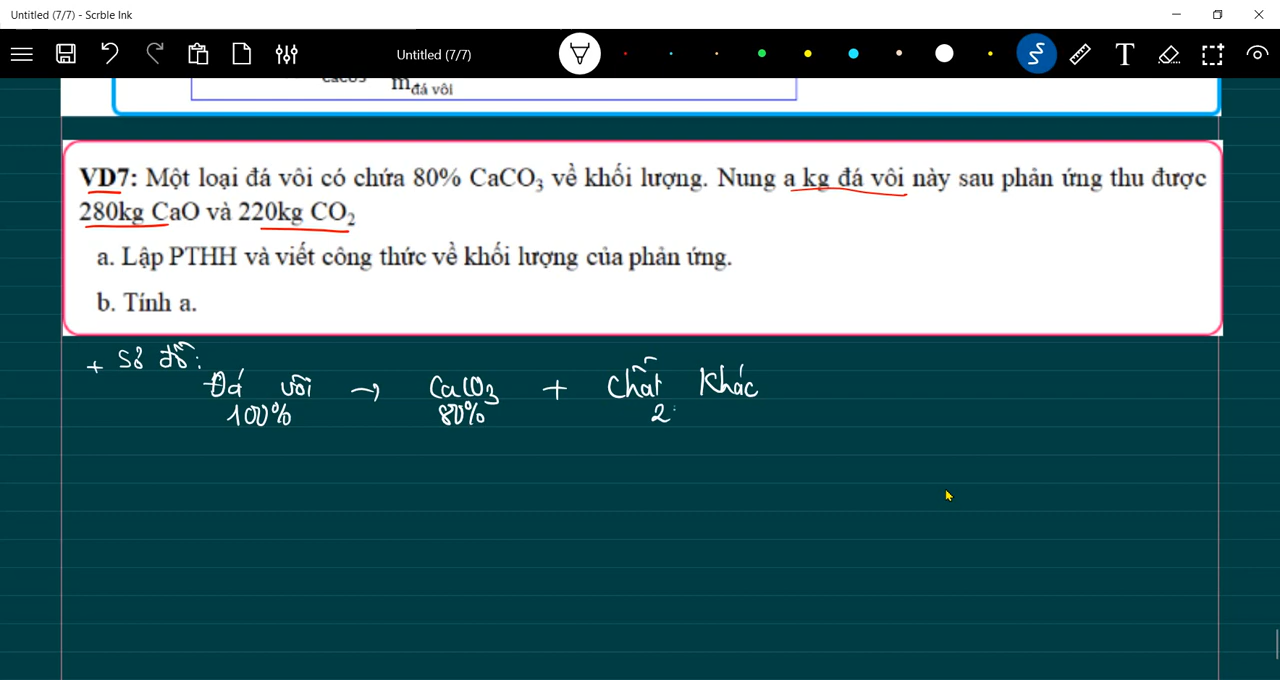 Untitled (7/7) - Scrble Ink
Untitled (7/7)
T
m đá vôi
VD7: Một loại đá vôi có chứa 80% CaCO₃ về khối lượng. Nung a kg đá vôi này sau phản ứng thu được
280kg CaO và 220kg CO₂
a. Lập PTHH và viết công thức về khối lượng của phản ứng.
b. Tính a.
+ Sơ đồ:
Đá vôi → CaCO₃ + Chất Khác
100% 80% 2